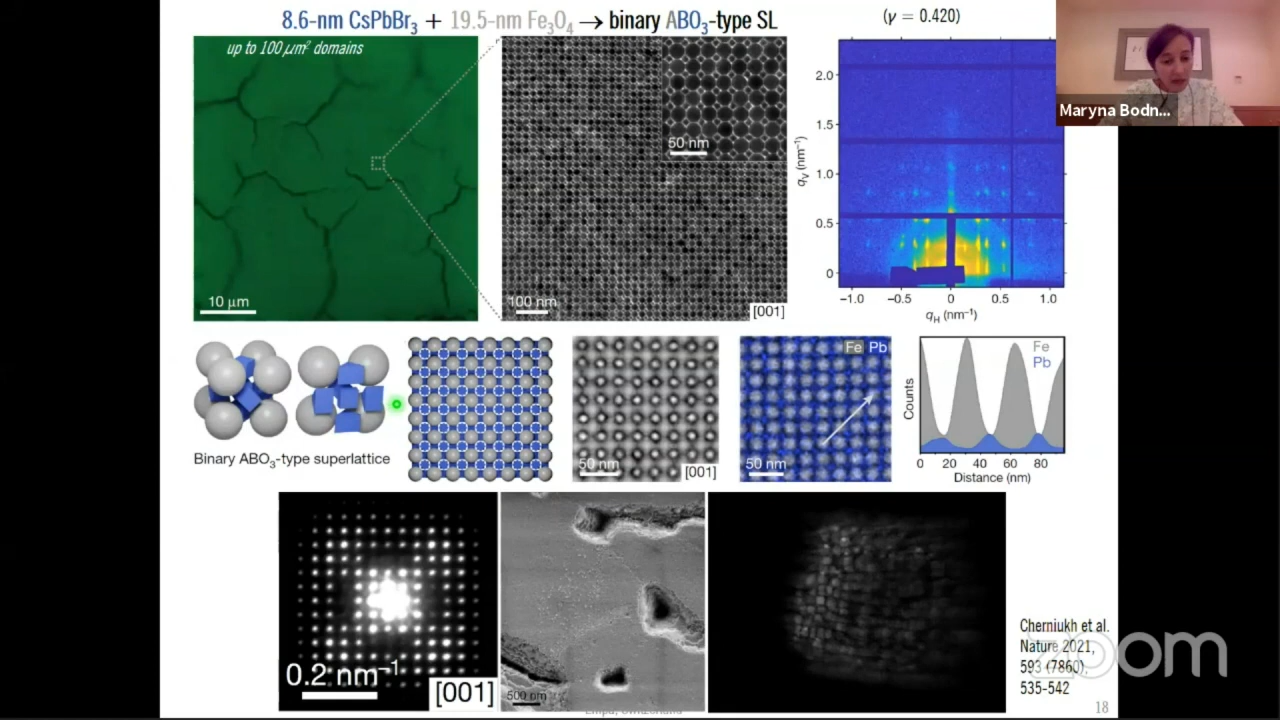 8.6-nm CsPbBr3 + 19.5-nm Fe3O4 → binary ABO3-type SL
(γ = 0.420)
up to 100 μm² domains
10 μm
50 nm
100 nm
[001]
qV (nm⁻¹)
2.0
1.5
1.0
0.5
0
-1.0 -0.5 0 0.5 1.0
qH (nm⁻¹)
Maryna Bodn...
Binary ABO3-type superlattice
50 nm
[001]
Fe Pb
50 nm
Fe
Pb
Counts
0 20 40 60 80
Distance (nm)
0.2 nm⁻¹
[001]
500 nm
Cherniukh et al.
Nature 2021,
593 (7860),
535-542
zoom
18